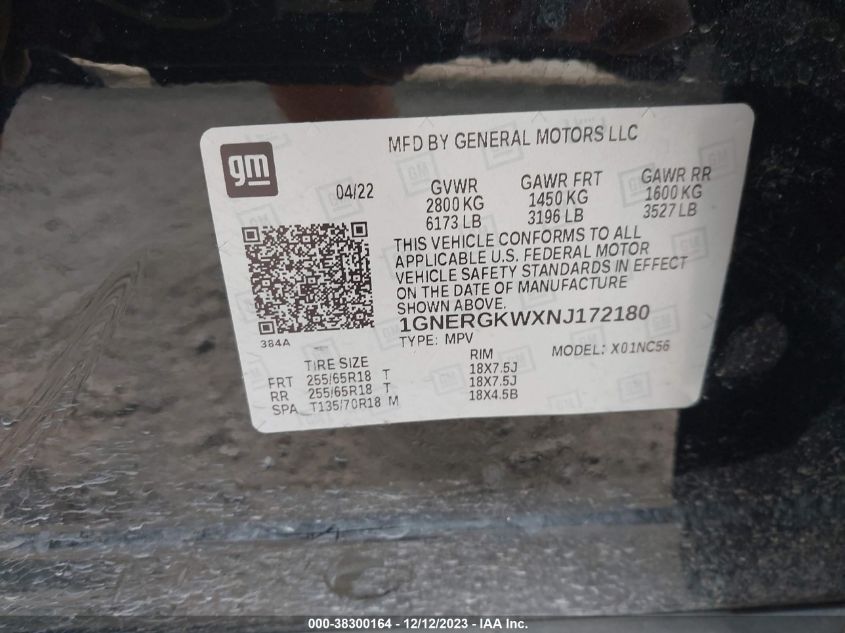 gm
MFD BY GENERAL MOTORS LLC
04/22
GVWR
2800 KG
6173 LB
GAWR FRT
1450 KG
3196 LB
GAWR RR
1600 KG
3527 LB
THIS VEHICLE CONFORMS TO ALL
APPLICABLE U.S. FEDERAL MOTOR
VEHICLE SAFETY STANDARDS IN EFFECT
ON THE DATE OF MANUFACTURE
SHOWN ABOVE.
384A
1GNERGKWXNJ172180
TYPE: MPV
MODEL: X01NC56
TIRE SIZE RIM
FRT 255/65R18 T 18X7.5J
RR 255/65R18 T 18X7.5J
SPA T135/70R18 M 18X4.5B
000-38300164 - 12/12/2023 - IAA Inc.